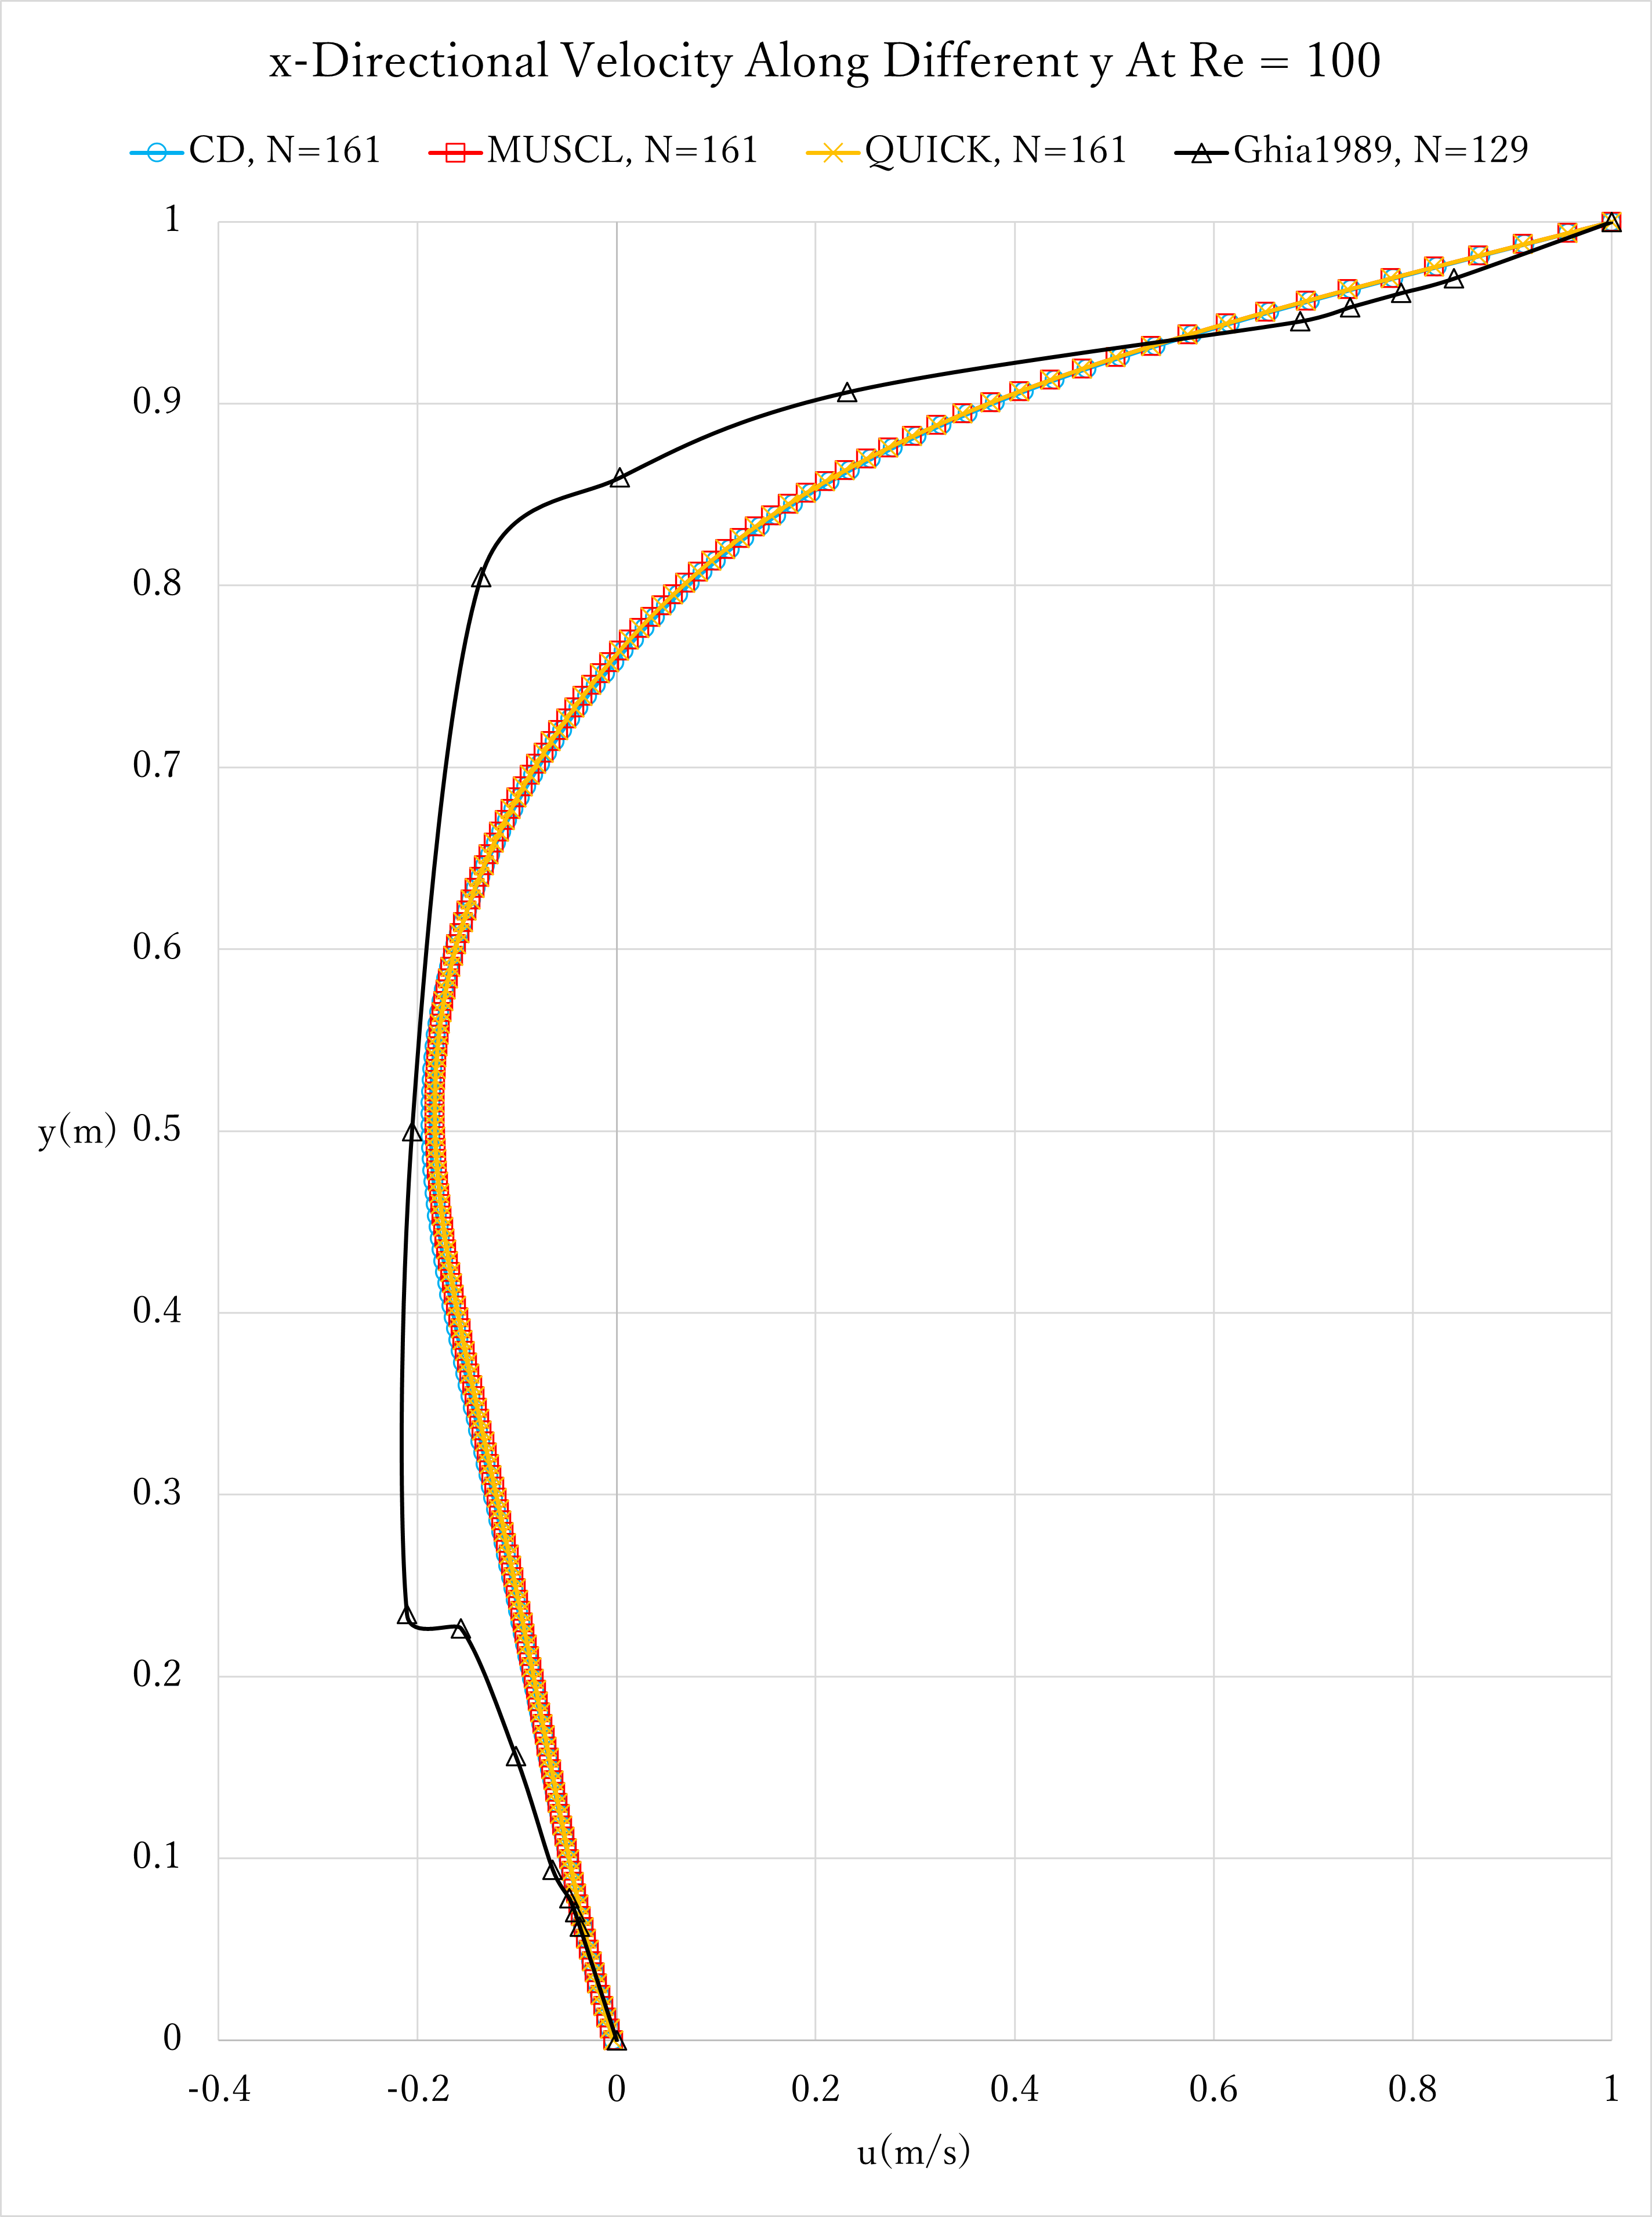 x-Directional Velocity Along Different y At Re = 100
CD, N=161 MUSCL, N=161 QUICK, N=161 Ghia1989, N=129
1
0.9
0.8
0.7
0.6
y(m) 0.5
0.4
0.3
0.2
0.1
0
-0.4 -0.2 0 0.2 0.4 0.6 0.8 1
u(m/s)